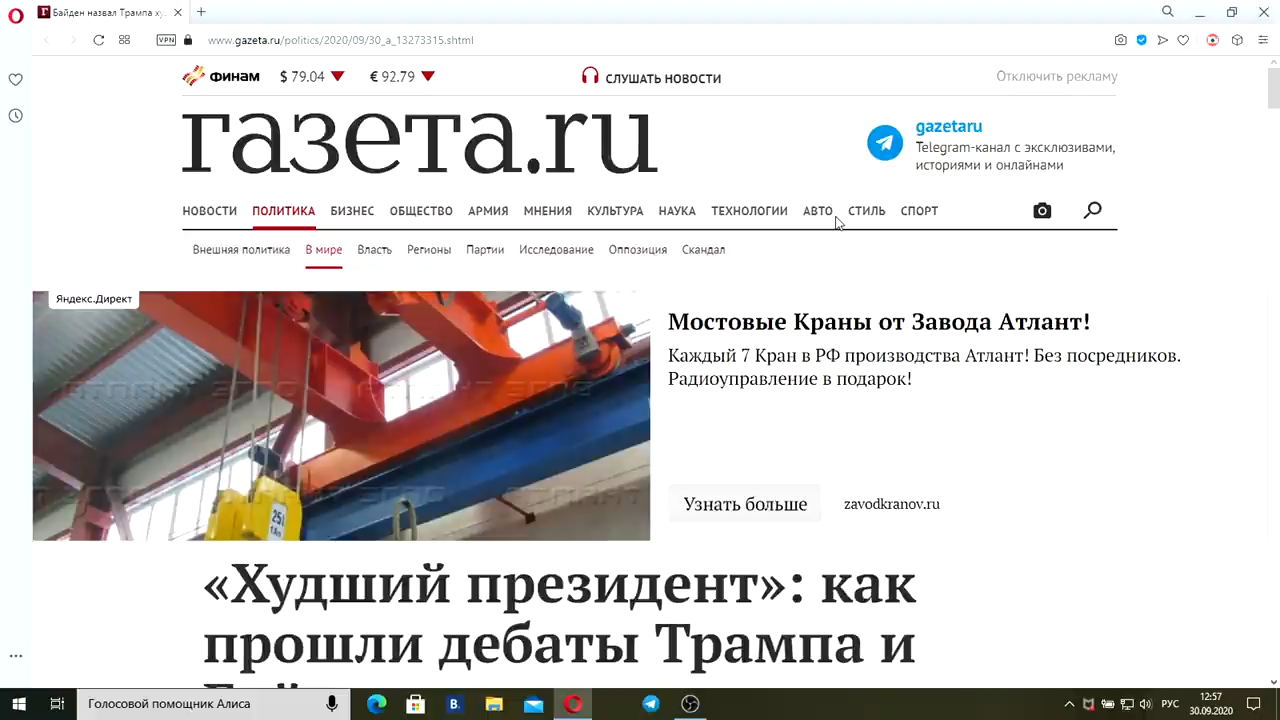 Байден назвал Трампа ху
VPN
www.gazeta.ru/politics/2020/09/30_a_13273315.shtml
ФИНАМ
$ 79.04
€ 92.79
СЛУШАТЬ НОВОСТИ
Отключить рекламу
газета.ru
gazetaru
Telegram-канал с эксклюзивами,
историями и онлайнами
НОВОСТИ ПОЛИТИКА БИЗНЕС ОБЩЕСТВО АРМИЯ МНЕНИЯ КУЛЬТУРА НАУКА ТЕХНОЛОГИИ АВТО СТИЛЬ СПОРТ
Внешняя политика В мире Власть Регионы Партии Исследование Оппозиция Скандал
Яндекс.Директ
Мостовые Краны от Завода Атлант!
Каждый 7 Кран в РФ производства Атлант! Без посредников.
Радиоуправление в подарок!
Узнать больше
zavodkranov.ru
«Худший президент»: как
прошли дебаты Трампа и
Голосовой помощник Алиса
РУС
12:57
30.09.2020